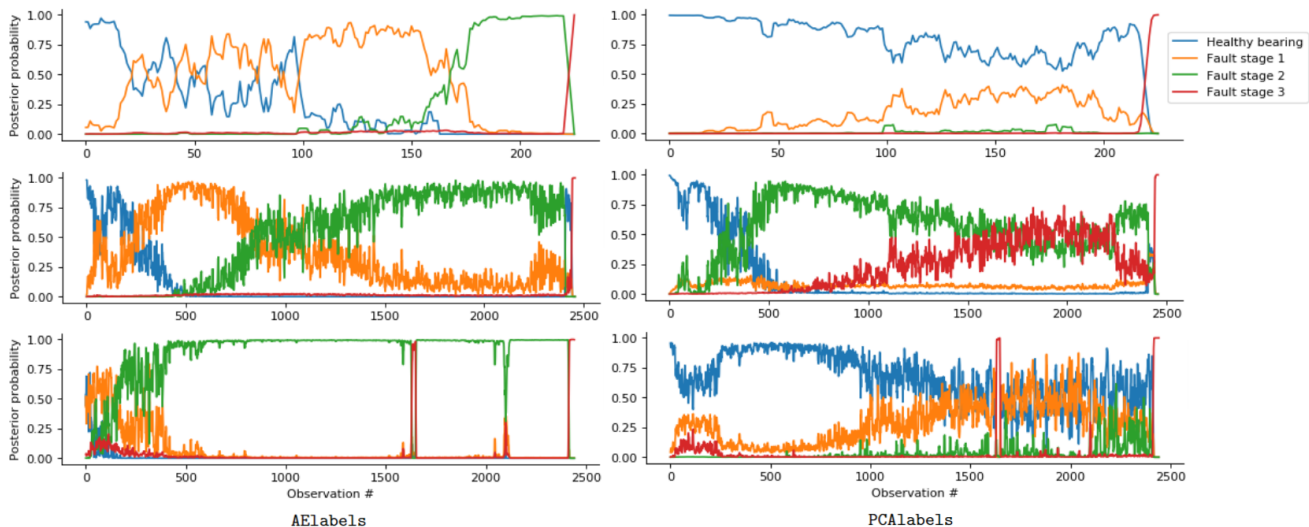 1.00
0.75
0.50
0.25
0.00
Posterior probability
0 50 100 150 200
1.00
0.75
0.50
0.25
0.00
0 50 100 150 200
Healthy bearing
Fault stage 1
Fault stage 2
Fault stage 3
1.00
0.75
0.50
0.25
0.00
Posterior probability
0 500 1000 1500 2000 2500
1.00
0.75
0.50
0.25
0.00
0 500 1000 1500 2000 2500
1.00
0.75
0.50
0.25
0.00
Posterior probability
0 500 1000 1500 2000 2500
Observation #
AElabels
1.00
0.75
0.50
0.25
0.00
0 500 1000 1500 2000 2500
Observation #
PCAlabels